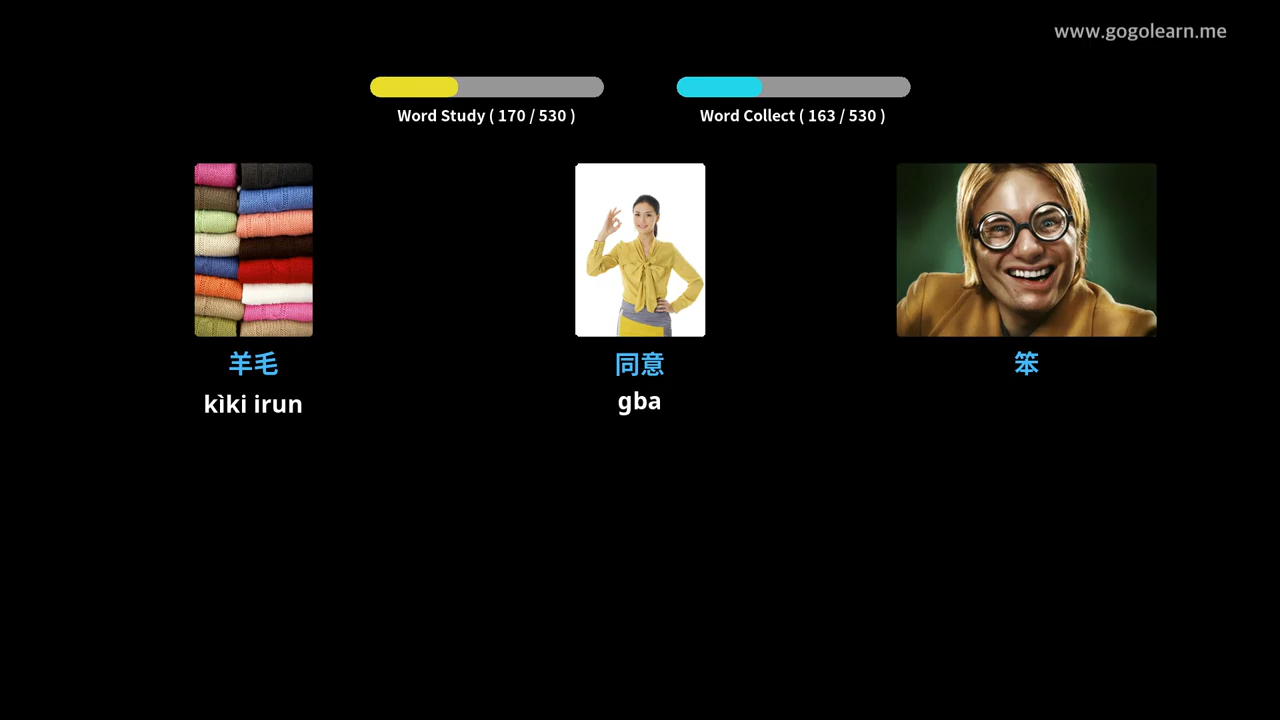 www.gogolearn.me
Word Study ( 170 / 530 )
Word Collect ( 163 / 530 )
羊毛
同意
笨
kìki irun
gba